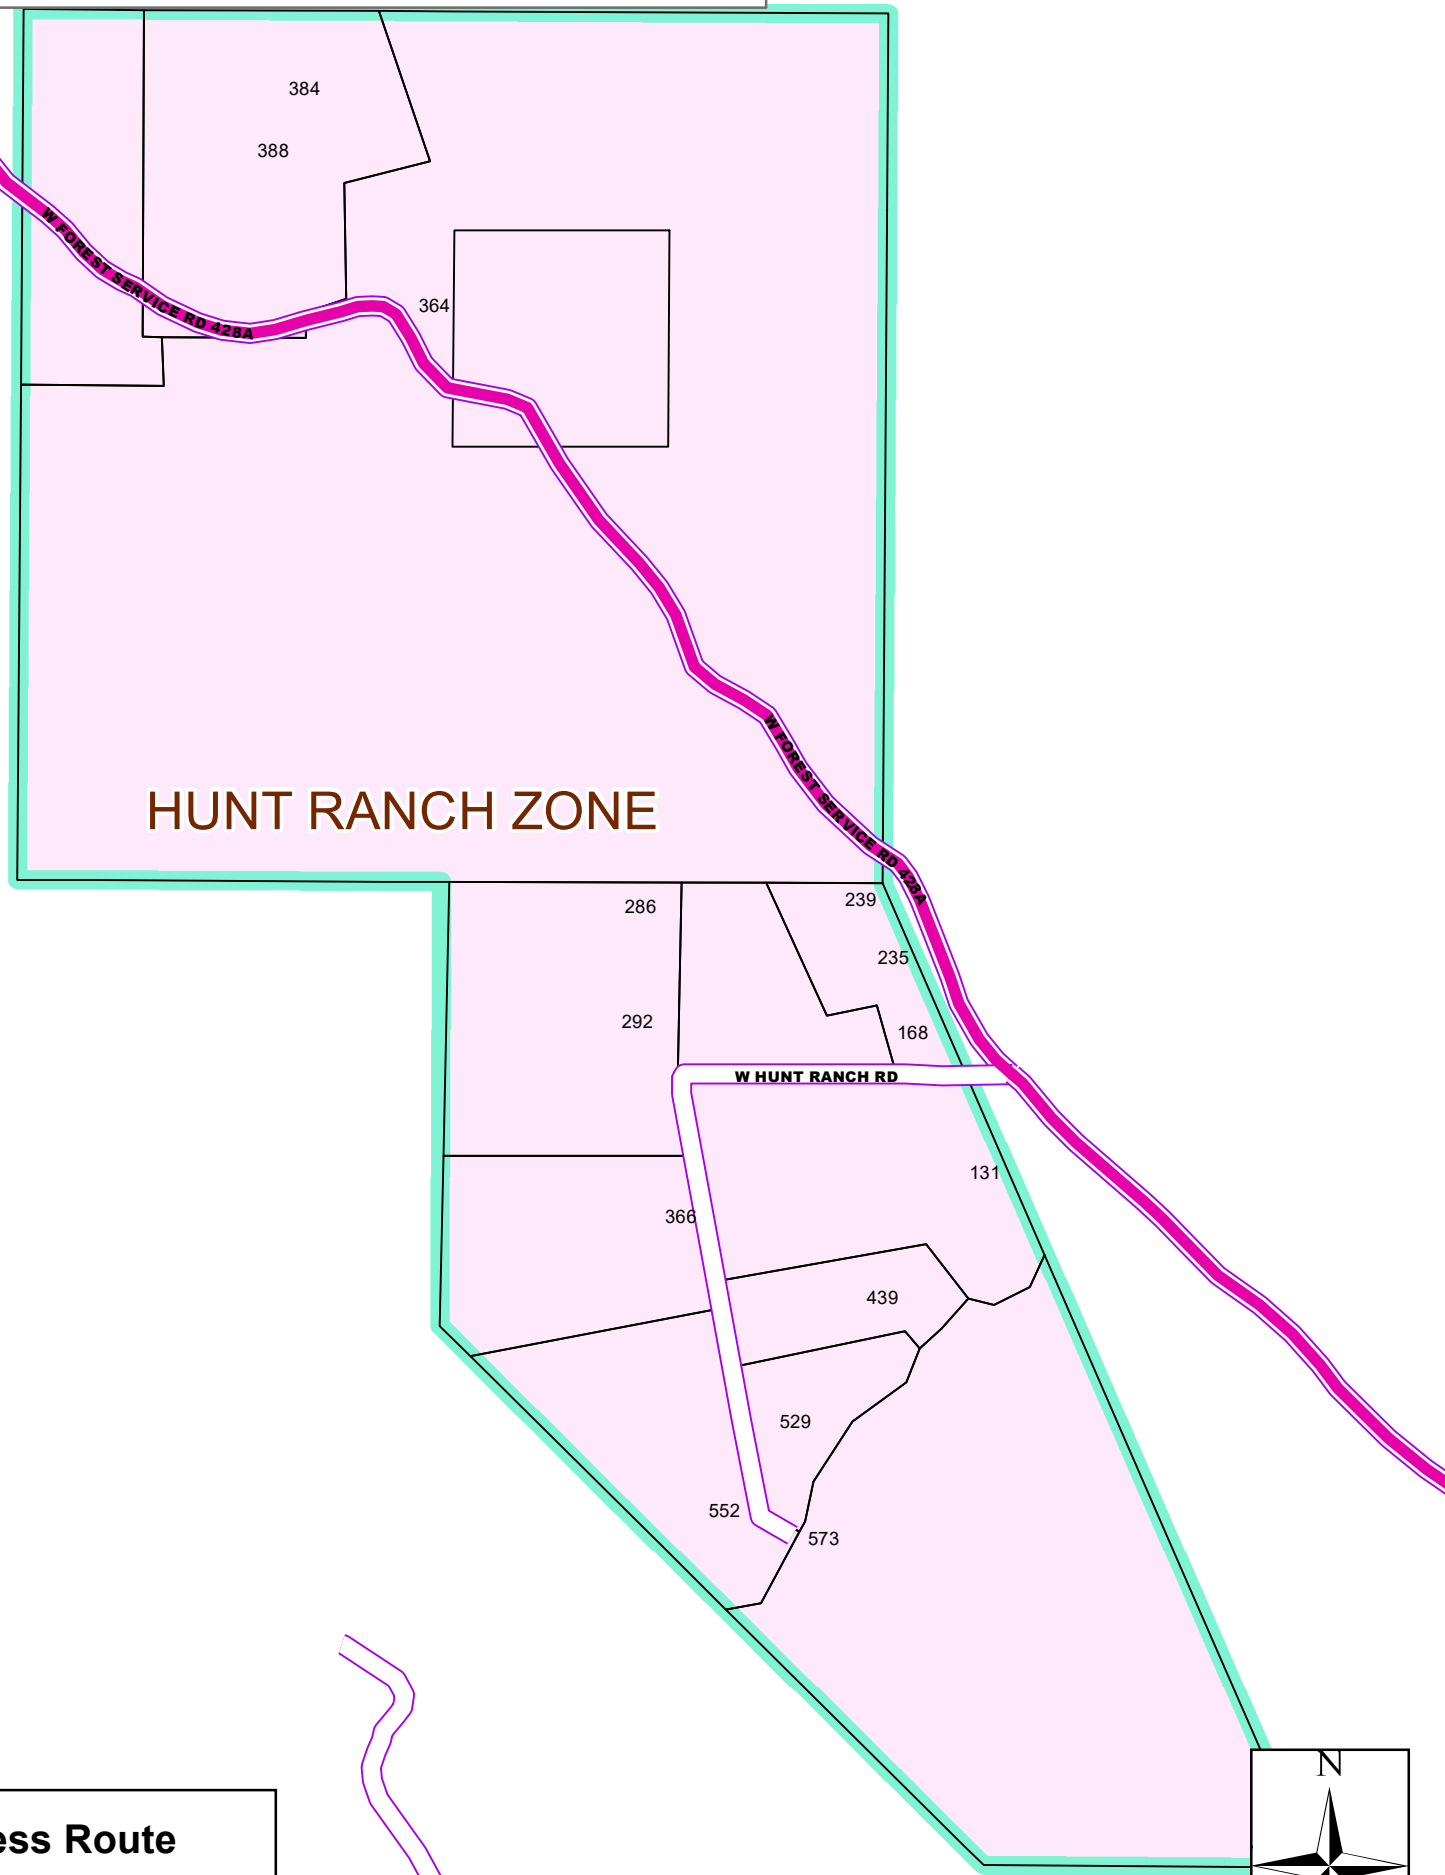 384
388
W FOREST SERVICE RD 428A
364
W FOREST SERVICE RD 428A
HUNT RANCH ZONE
286
239
235
292
168
W HUNT RANCH RD
131
366
439
529
552
573
N
ess Route